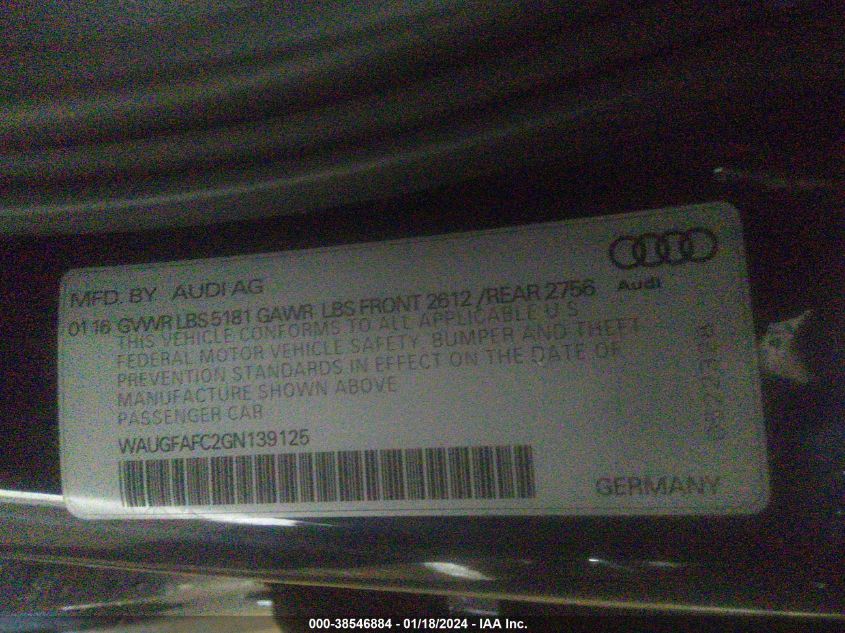 MFD. BY AUDI AG
Audi
01 16 GVWR LBS 5181 GAWR LBS FRONT 2612 /REAR 2756
THIS VEHICLE CONFORMS TO ALL APPLICABLE U S
FEDERAL MOTOR VEHICLE SAFETY, BUMPER AND THEFT
PREVENTION STANDARDS IN EFFECT ON THE DATE OF
MANUFACTURE SHOWN ABOVE
PASSENGER CAR
WAUGFAFC2GN139125
GERMANY
000-38546884 - 01/18/2024 - IAA Inc.